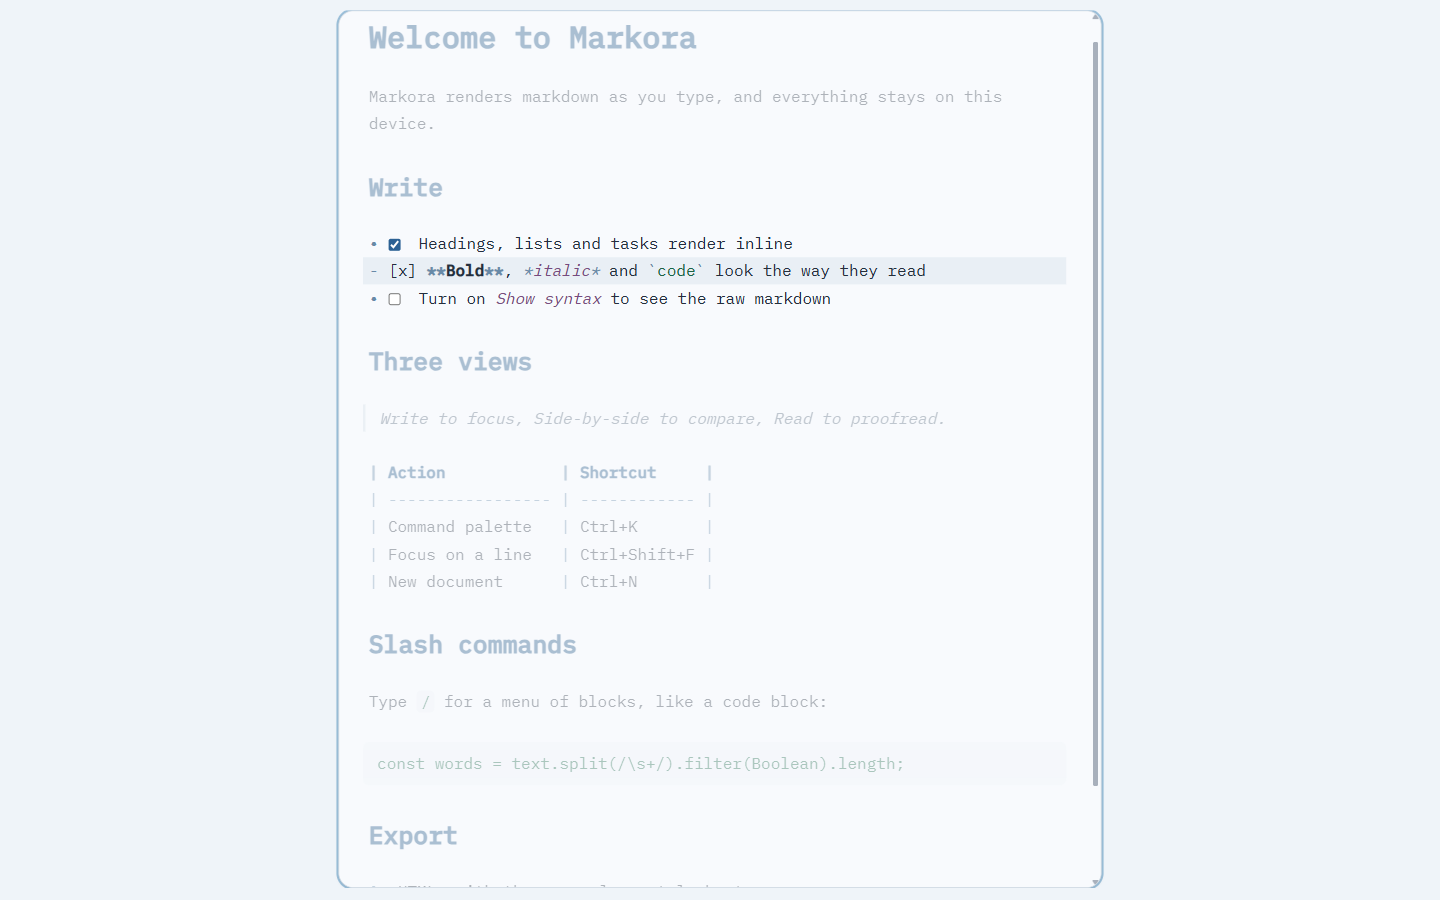 Welcome to Markora
Markora renders markdown as you type, and everything stays on this
device.
Write
• Headings, lists and tasks render inline
- [x] **Bold**, *italic* and `code` look the way they read
• Turn on Show syntax to see the raw markdown
Three views
Write to focus, Side-by-side to compare, Read to proofread.
| Action | Shortcut |
| ----------------- | ------------ |
| Command palette | Ctrl+K |
| Focus on a line | Ctrl+Shift+F |
| New document | Ctrl+N |
Slash commands
Type / for a menu of blocks, like a code block:
const words = text.split(/\s+/).filter(Boolean).length;
Export